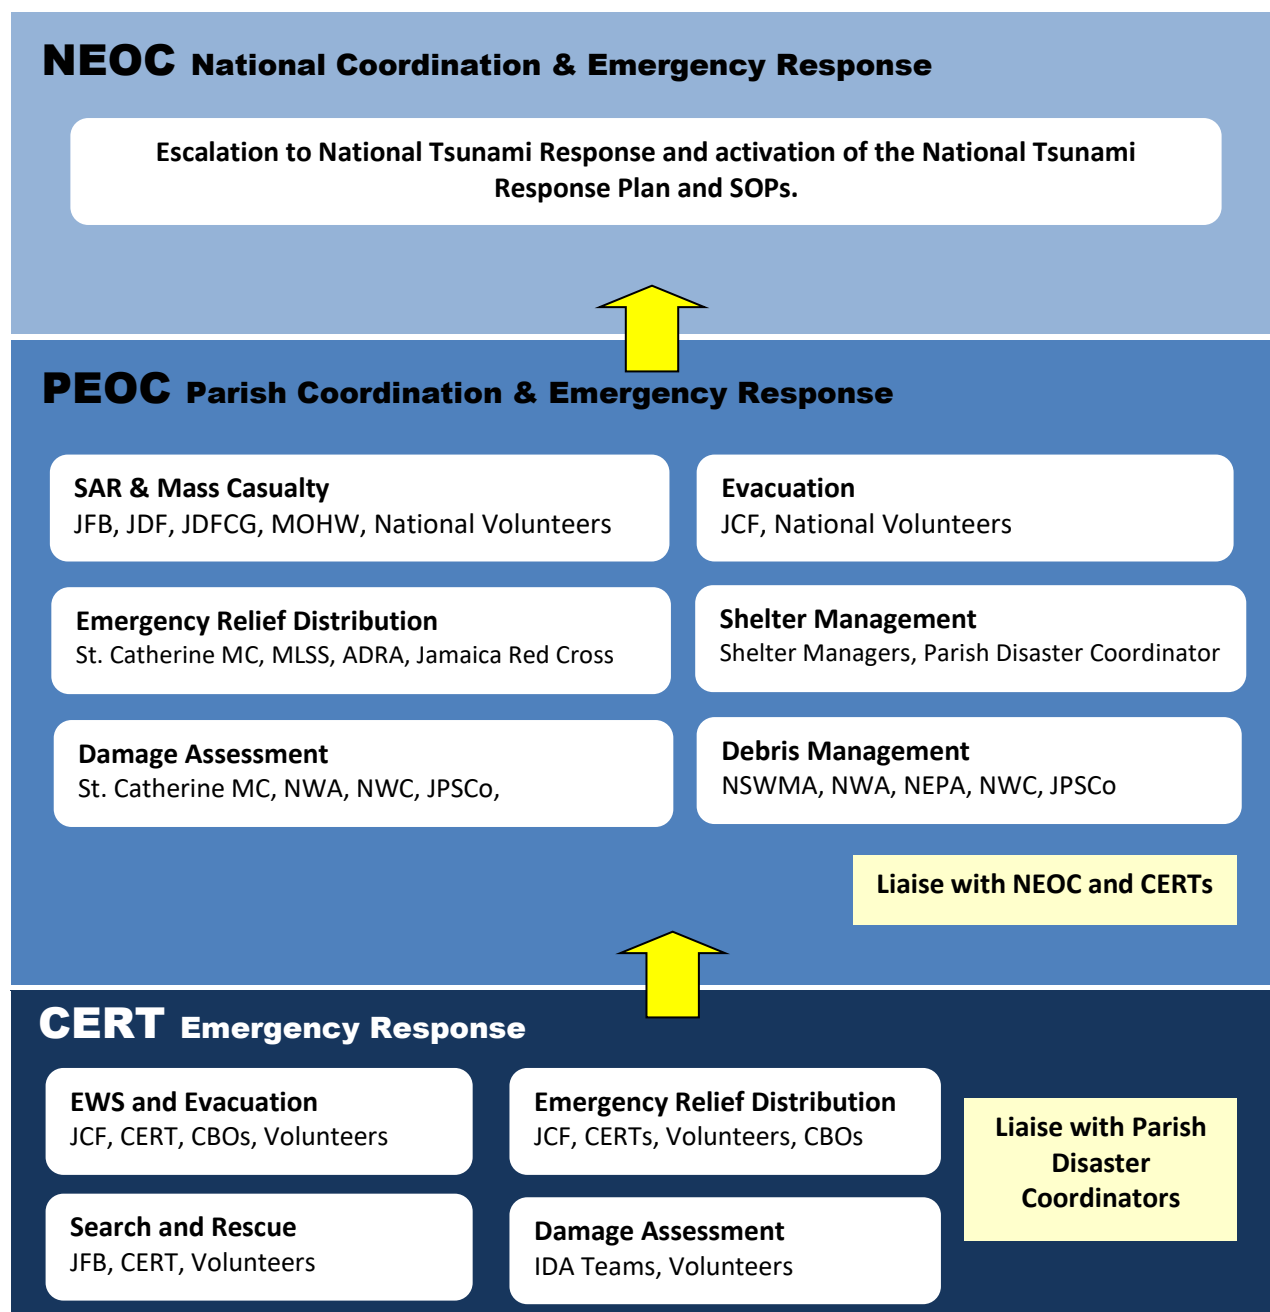 NEOC National Coordination & Emergency Response
Escalation to National Tsunami Response and activation of the National Tsunami
Response Plan and SOPs.
PEOC Parish Coordination & Emergency Response
SAR & Mass Casualty
JFB, JDF, JDFCG, MOHW, National Volunteers
Evacuation
JCF, National Volunteers
Emergency Relief Distribution
St. Catherine MC, MLSS, ADRA, Jamaica Red Cross
Shelter Management
Shelter Managers, Parish Disaster Coordinator
Damage Assessment
St. Catherine MC, NWA, NWC, JPSCo,
Debris Management
NSWMA, NWA, NEPA, NWC, JPSCo
Liaise with NEOC and CERTs
CERT Emergency Response
EWS and Evacuation
JCF, CERT, CBOs, Volunteers
Emergency Relief Distribution
JCF, CERTs, Volunteers, CBOs
Liaise with Parish
Disaster
Coordinators
Search and Rescue
JFB, CERT, Volunteers
Damage Assessment
IDA Teams, Volunteers